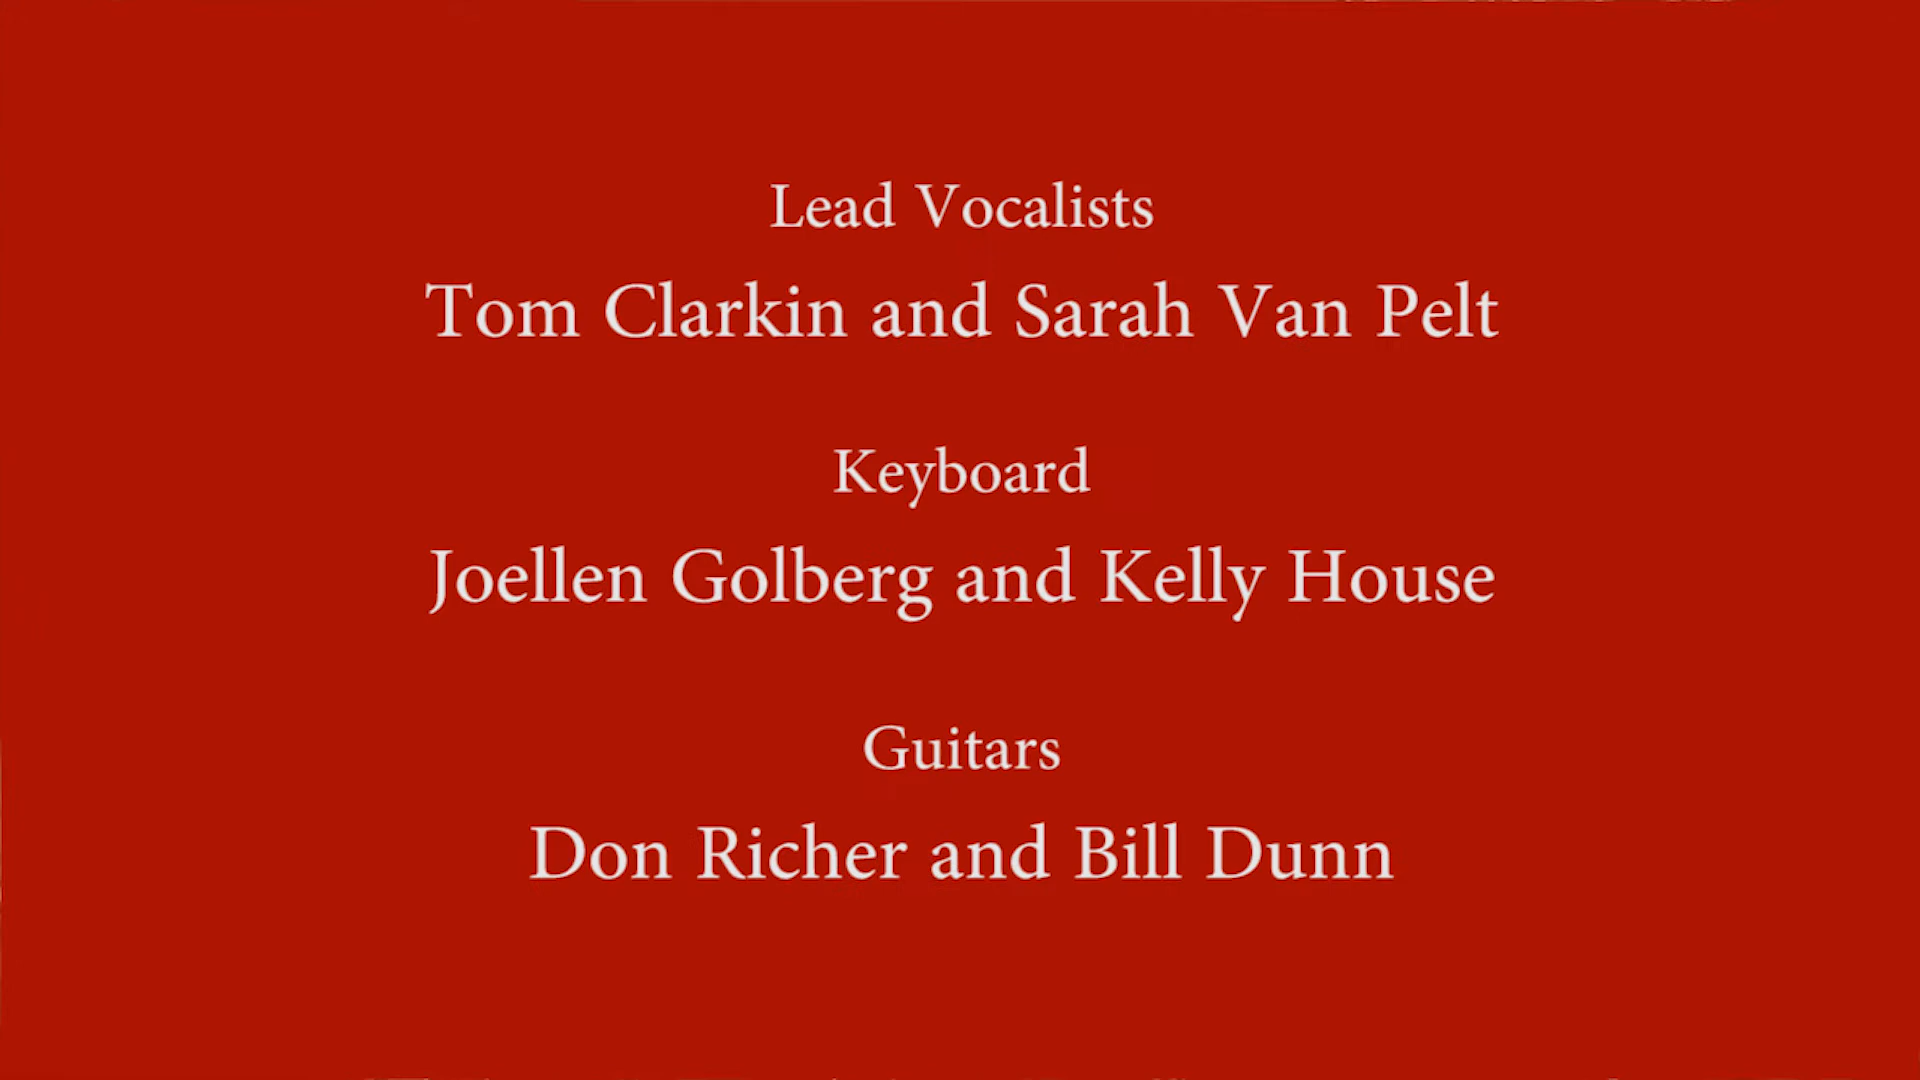 Lead Vocalists
Tom Clarkin and Sarah Van Pelt
Keyboard
Joellen Golberg and Kelly House
Guitars
Don Richer and Bill Dunn